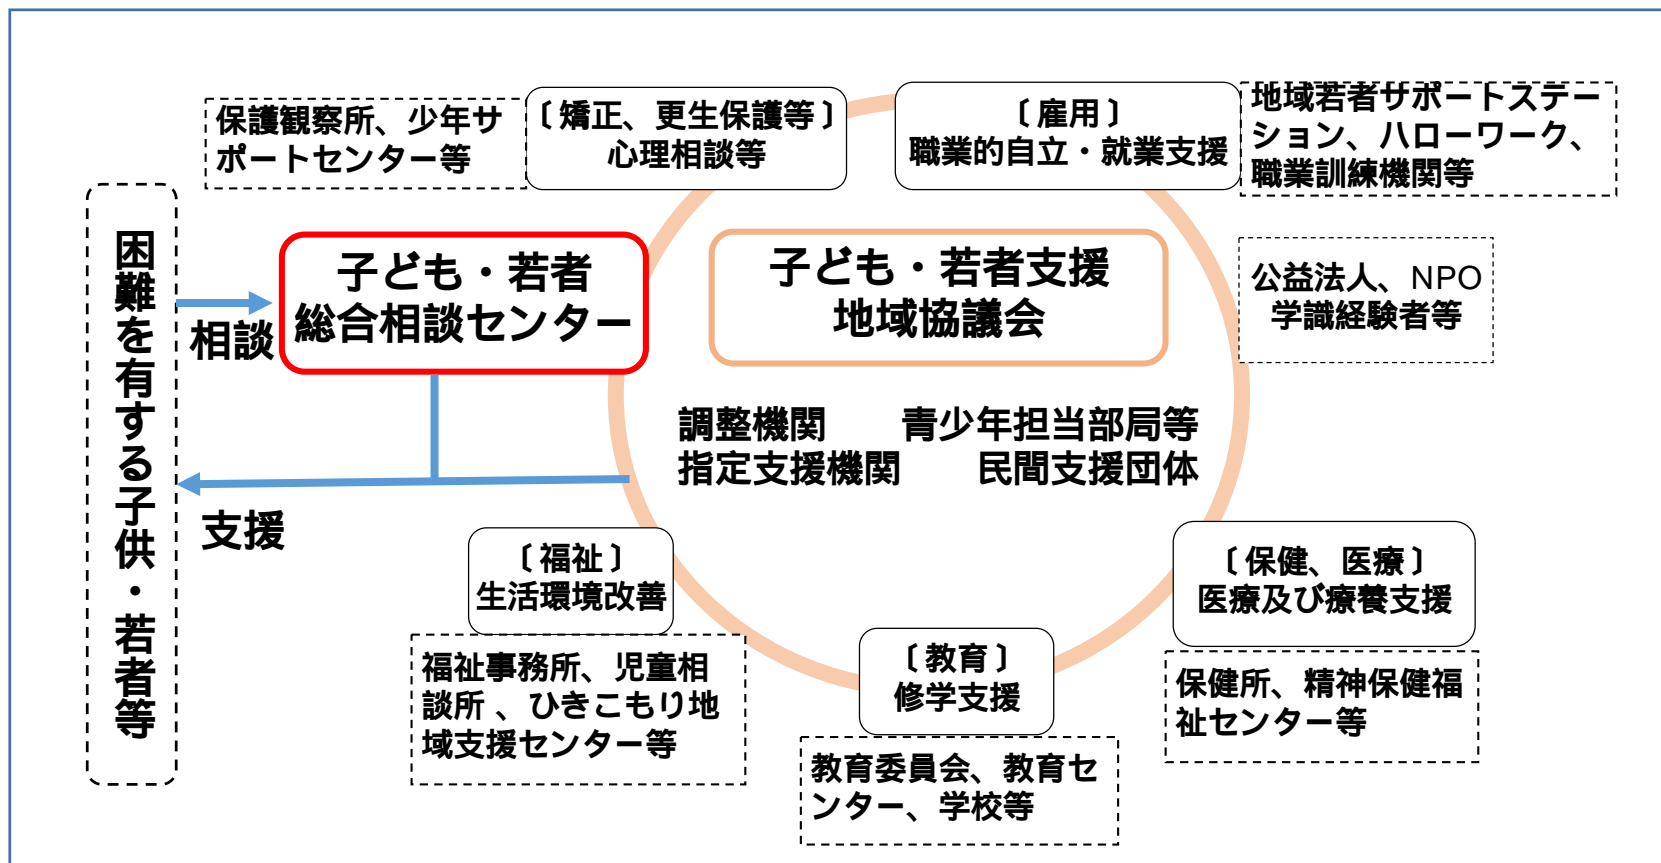 保護観察所、少年サ
ポートセンター等
〔 矯正、更生保護等 〕
心理相談等
〔 雇用 〕
職業的自立・就業支援
地域若者サポートステー
ション、ハローワーク、
職業訓練機関等
困難を有する子供・若者等
相談
子ども・若者
総合相談センター
子ども・若者支援
地域協議会
公益法人、NPO
学識経験者等
調整機関　　青少年担当部局等
指定支援機関　　民間支援団体
支援
〔 福祉 〕
生活環境改善
福祉事務所、児童相
談所 、ひきこもり地
域支援センター等
〔 教育 〕
修学支援
教育委員会、教育セ
ンター、学校等
〔 保健、医療 〕
医療及び療養支援
保健所、精神保健福
祉センター等